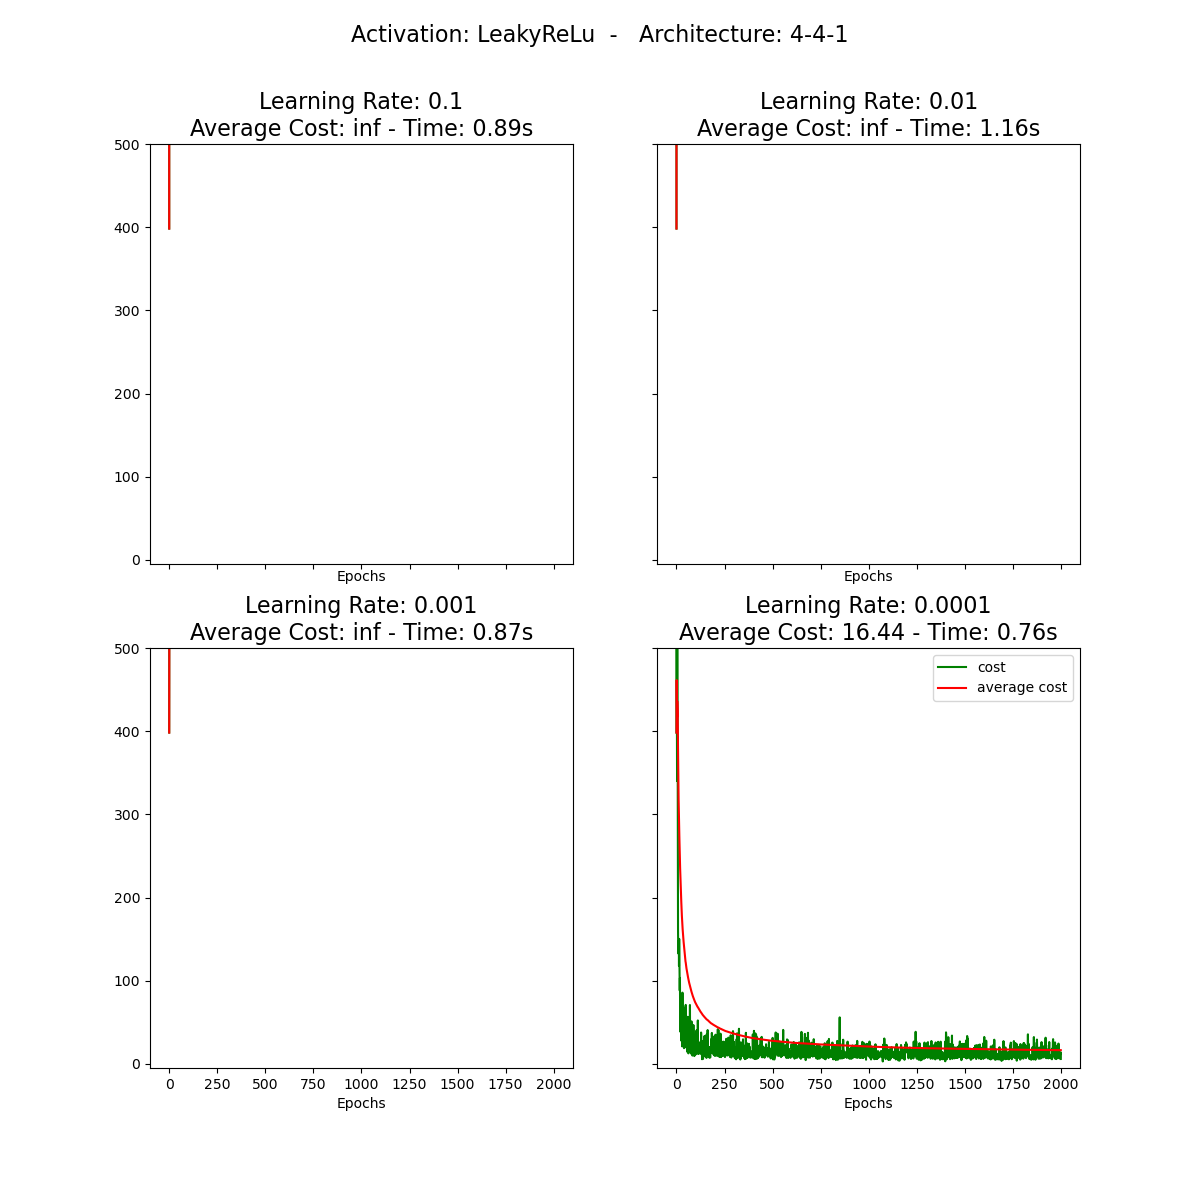 Activation: LeakyReLu  -   Architecture: 4-4-1
Learning Rate: 0.1
Average Cost: inf - Time: 0.89s
500
400
300
200
100
0
Epochs
Learning Rate: 0.01
Average Cost: inf - Time: 1.16s
Epochs
Learning Rate: 0.001
Average Cost: inf - Time: 0.87s
500
400
300
200
100
0
0 250 500 750 1000 1250 1500 1750 2000
Epochs
Learning Rate: 0.0001
Average Cost: 16.44 - Time: 0.76s
cost
average cost
0 250 500 750 1000 1250 1500 1750 2000
Epochs